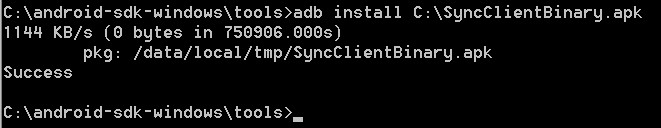 C:\android-sdk-windows\tools>adb install C:\SyncClientBinary.apk
1144 KB/s (0 bytes in 750906.000s)
        pkg: /data/local/tmp/SyncClientBinary.apk
Success
C:\android-sdk-windows\tools>_